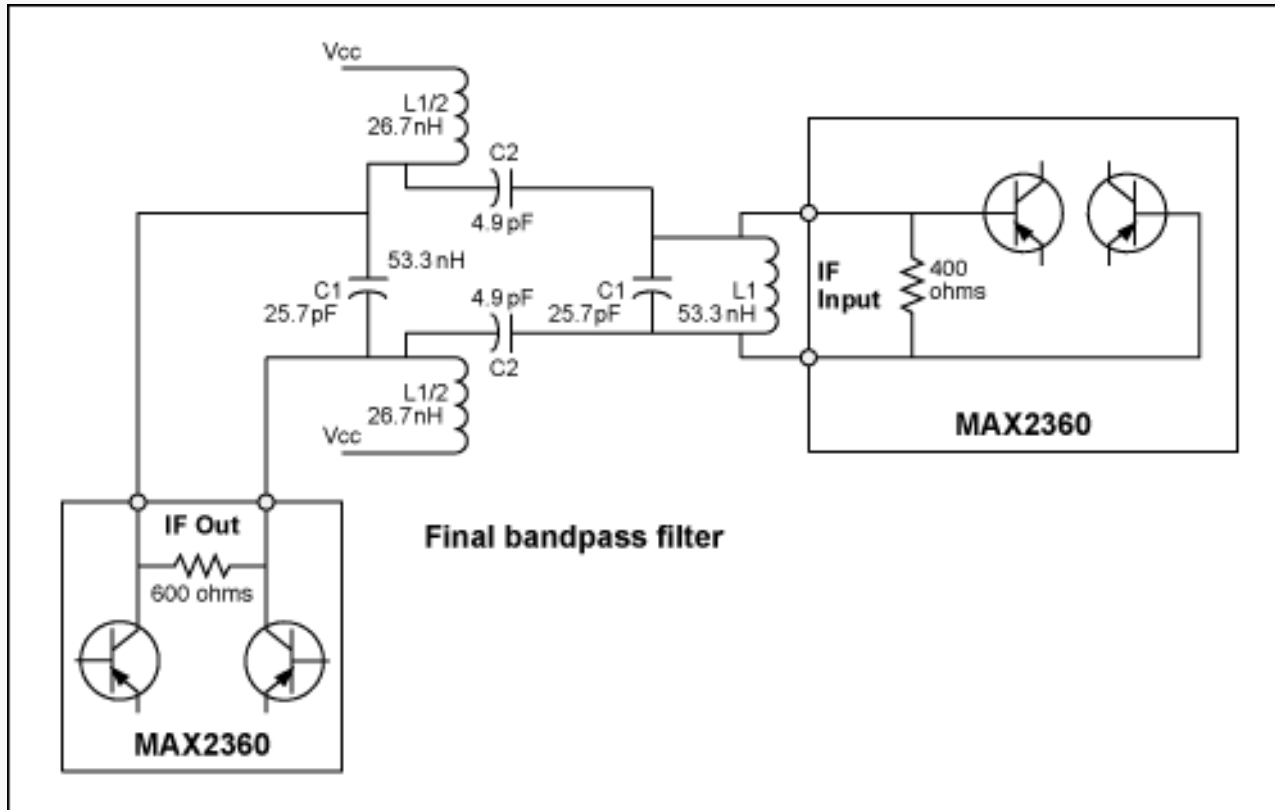 Vcc
L1/2
26.7nH
C2
4.9pF
53.3nH
C1
25.7pF
4.9pF
C2
C1
25.7pF
L1
53.3nH
IF
Input
400
ohms
MAX2360
L1/2
26.7nH
Vcc
IF Out
600 ohms
MAX2360
Final bandpass filter